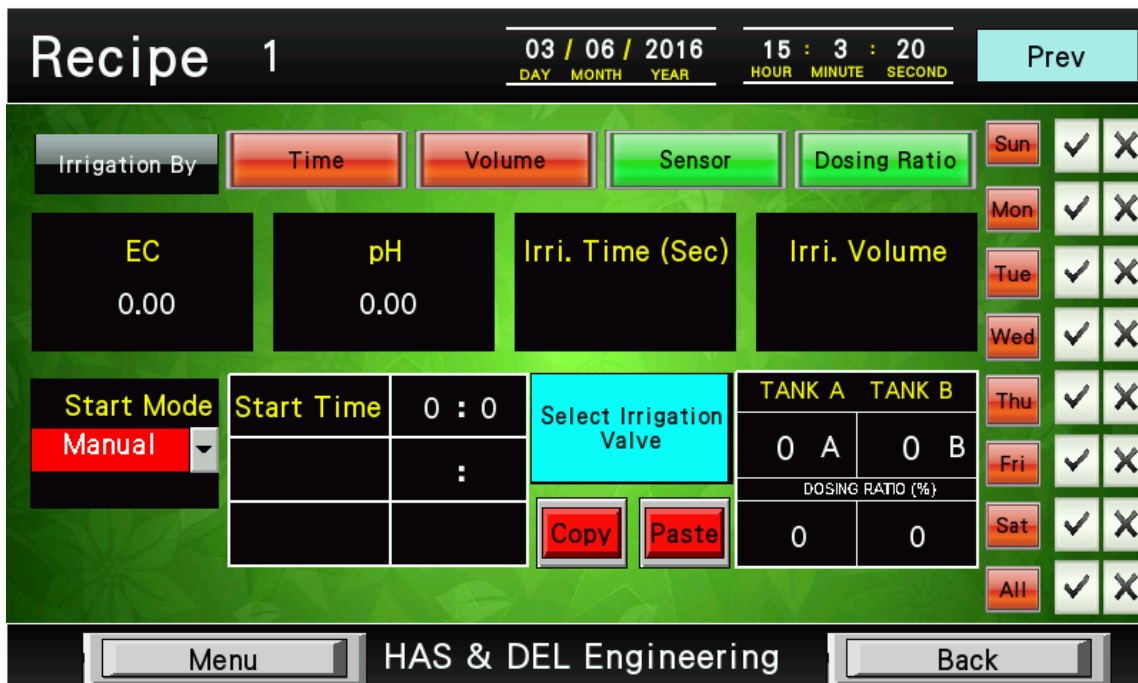 Recipe 1
03 / 06 / 2016
DAY MONTH YEAR
15 : 3 : 20
HOUR MINUTE SECOND
Prev
Irrigation By
Time
Volume
Sensor
Dosing Ratio
EC
0.00
pH
0.00
Irri. Time (Sec)
Irri. Volume
Start Mode
Manual
Start Time
0 : 0
:
Select Irrigation
Valve
Copy
Paste
TANK A TANK B
0 A 0 B
DOSING RATIO (%)
0 0
Sun
Mon
Tue
Wed
Thu
Fri
Sat
All
Menu
HAS & DEL Engineering
Back